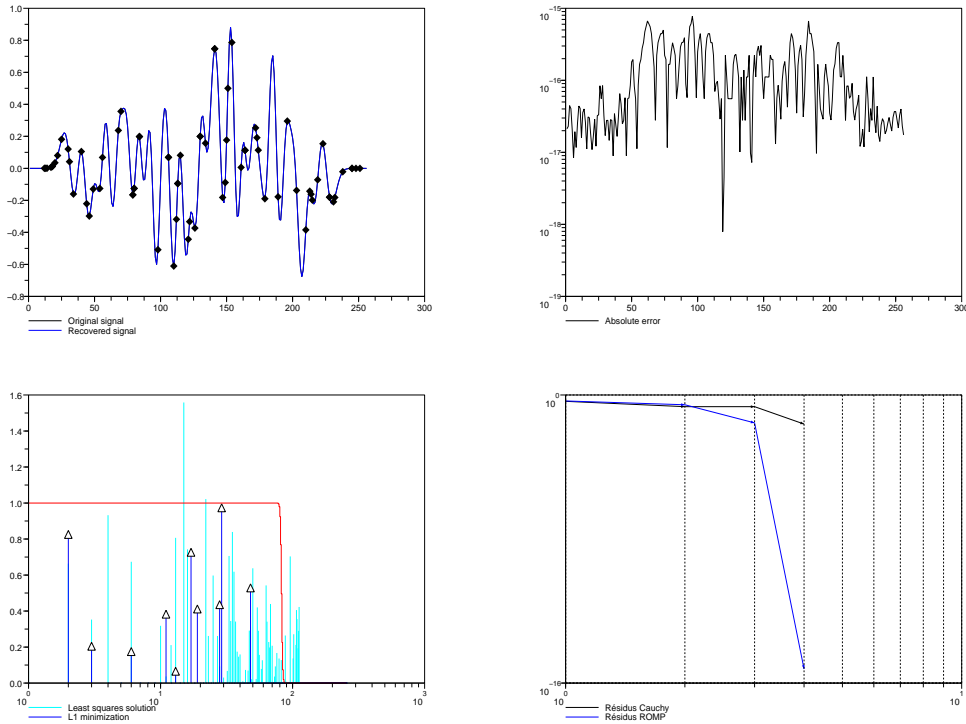 1.0
0.8
0.6
0.4
0.2
0.0
−0.2
−0.4
−0.6
−0.8
0 50 100 150 200 250 300
Original signal
Recovered signal
10 −15
10 −16
10 −17
10 −18
10 −19
0 50 100 150 200 250 300
Absolute error
1.6
1.4
1.2
1.0
0.8
0.6
0.4
0.2
0.0
10 0 10 1 10 2 10 3
Least squares solution
L1 minimization
10 0
10 −16
10 0 10 1
Résidus Cauchy
Résidus ROMP